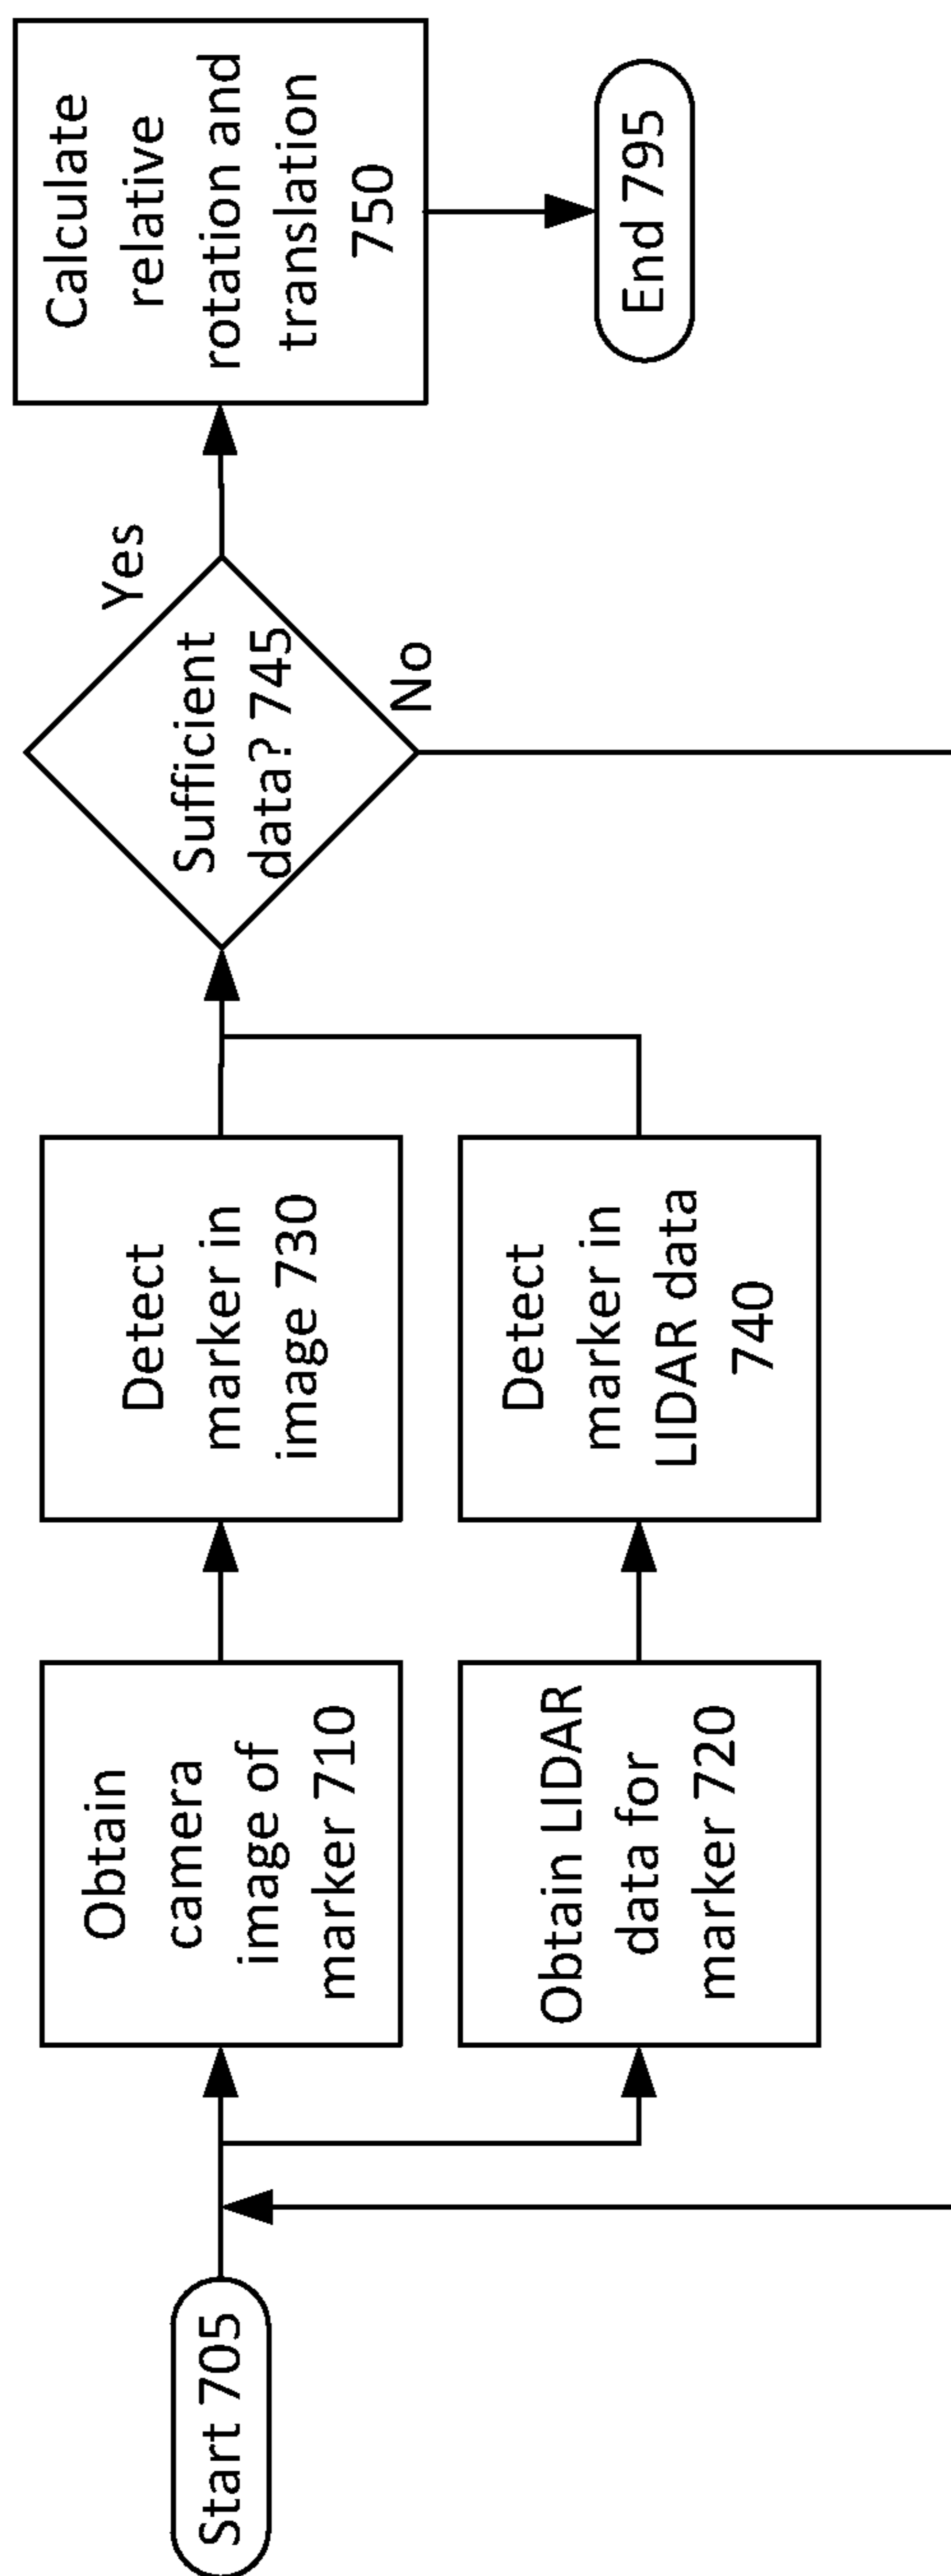 Start 705
Obtain
camera
image of
marker 710
Obtain LIDAR
data for
marker 720
Detect
marker in
image 730
Detect
marker in
LIDAR data
740
Sufficient
data? 745
Yes
No
Calculate
relative
rotation and
translation
750
End 795